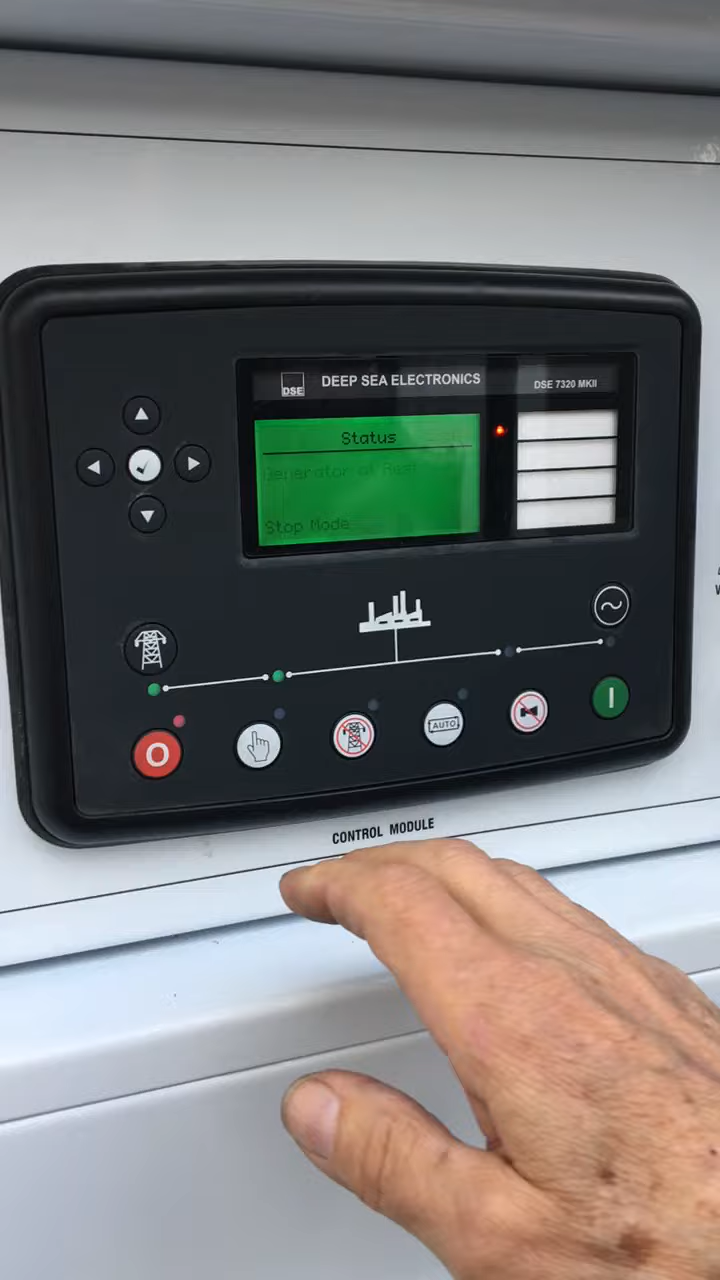 DSE
DEEP SEA ELECTRONICS
DSE 7320 MKII
Status
Generator at Rest
Stop Mode
O
AUTO
I
CONTROL MODULE